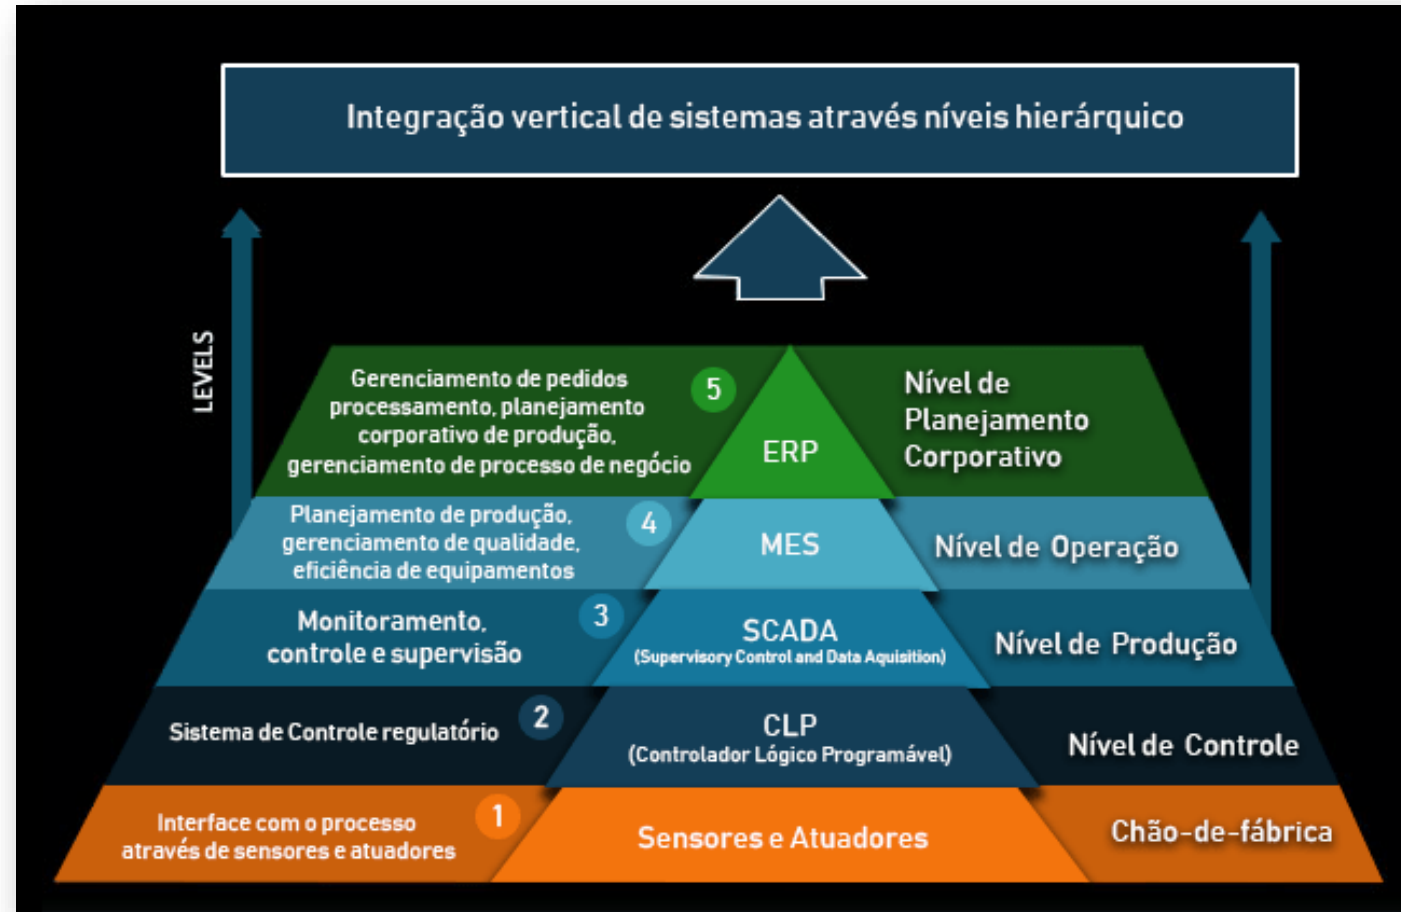 Integração vertical de sistemas através níveis hierárquico
LEVELS
Gerenciamento de pedidos
processamento, planejamento
corporativo de produção,
gerenciamento de processo de negócio
5
ERP
Nível de
Planejamento
Corporativo
Planejamento de produção,
gerenciamento de qualidade,
eficiência de equipamentos
4
MES
Nível de Operação
Monitoramento,
controle e supervisão
3
SCADA
(Supervisory Control and Data Aquisition)
Nível de Produção
Sistema de Controle regulatório
2
CLP
(Controlador Lógico Programável)
Nível de Controle
Interface com o processo
através de sensores e atuadores
1
Sensores e Atuadores
Chão-de-fábrica